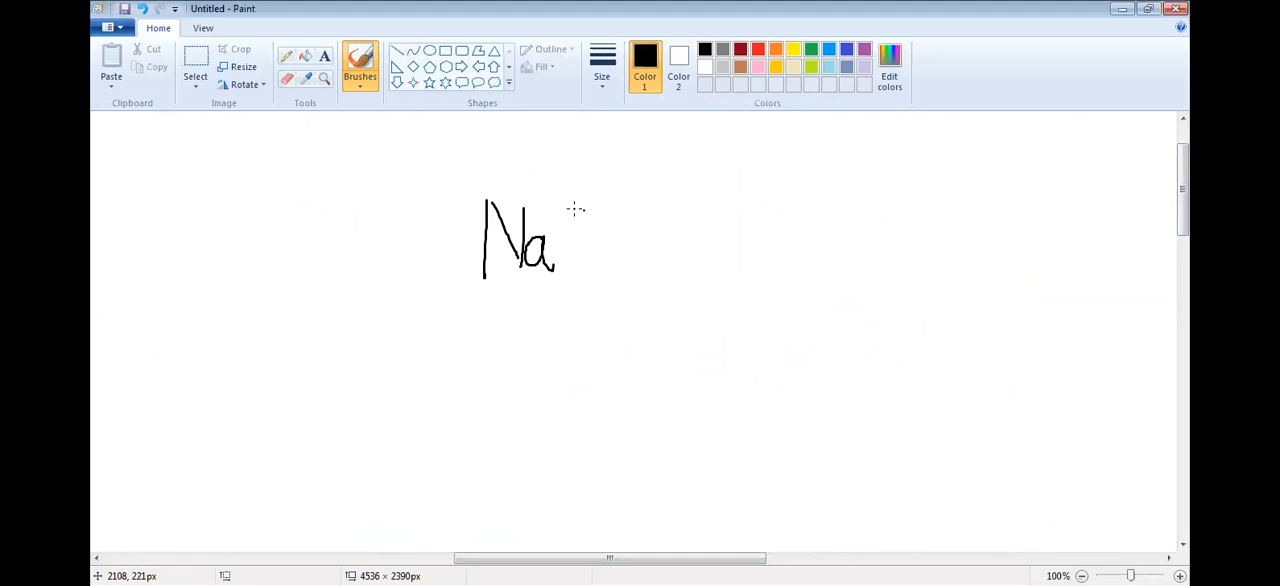 Untitled - Paint
Home View
Paste
Cut
Copy
Clipboard
Select
Crop
Resize
Rotate
Image
A
Tools
Brushes
Outline
Fill
Shapes
Size
Color 1
Color 2
Edit colors
Colors
Na
2108, 221px
4536 × 2390px
100%